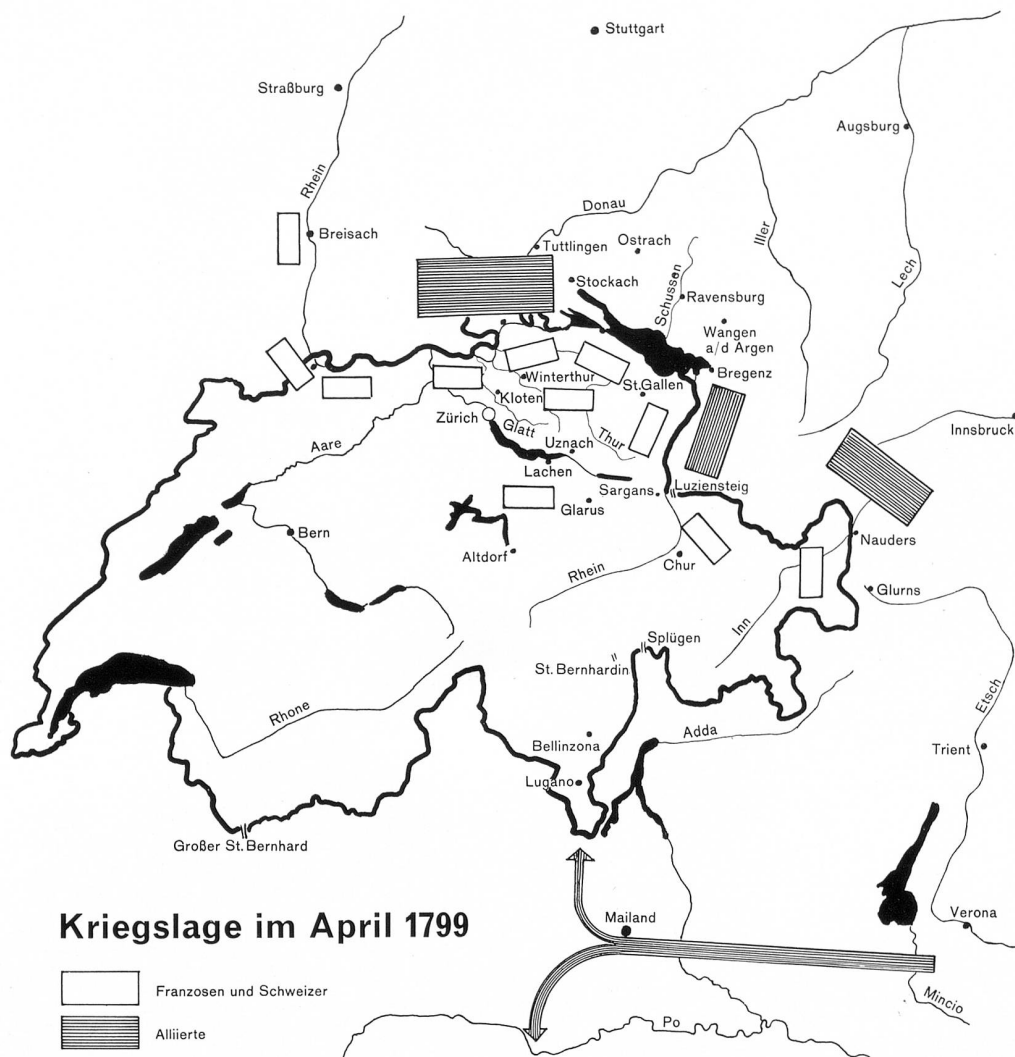 Stuttgart
Straßburg
Augsburg
Rhein
Donau
Iller
Lech
Breisach
Tuttlingen
Ostrach
Stockach
Schussen
Ravensburg
Wangen
a/d Argen
Bregenz
Winterthur
St. Gallen
Kloten
Zürich
Glatt
Thur
Innsbruck
Aare
Uznach
Lachen
Sargans
Luziensteig
Glarus
Bern
Altdorf
Nauders
Rhein
Chur
Glurns
Inn
Splügen
St. Bernhardin
Etsch
Rhone
Adda
Bellinzona
Trient
Lugano
Großer St. Bernhard
Mailand
Verona
Mincio
Po
Kriegslage im April 1799
Franzosen und Schweizer
Alliierte